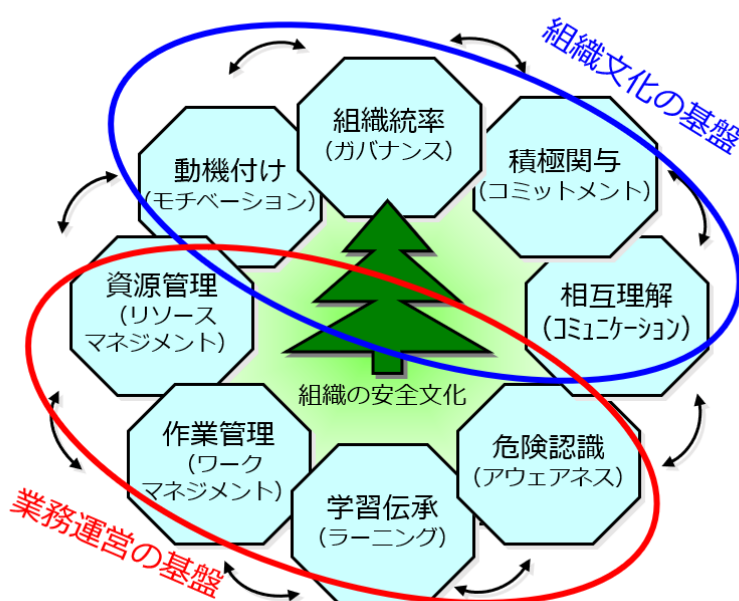 組織文化の基盤
組織統率
(ガバナンス)
動機付け
(モチベーション)
積極関与
(コミットメント)
資源管理
(リソース
マネジメント)
相互理解
(コミュニケーション)
組織の安全文化
作業管理
(ワーク
マネジメント)
危険認識
(アウェアネス)
学習伝承
(ラーニング)
業務運営の基盤